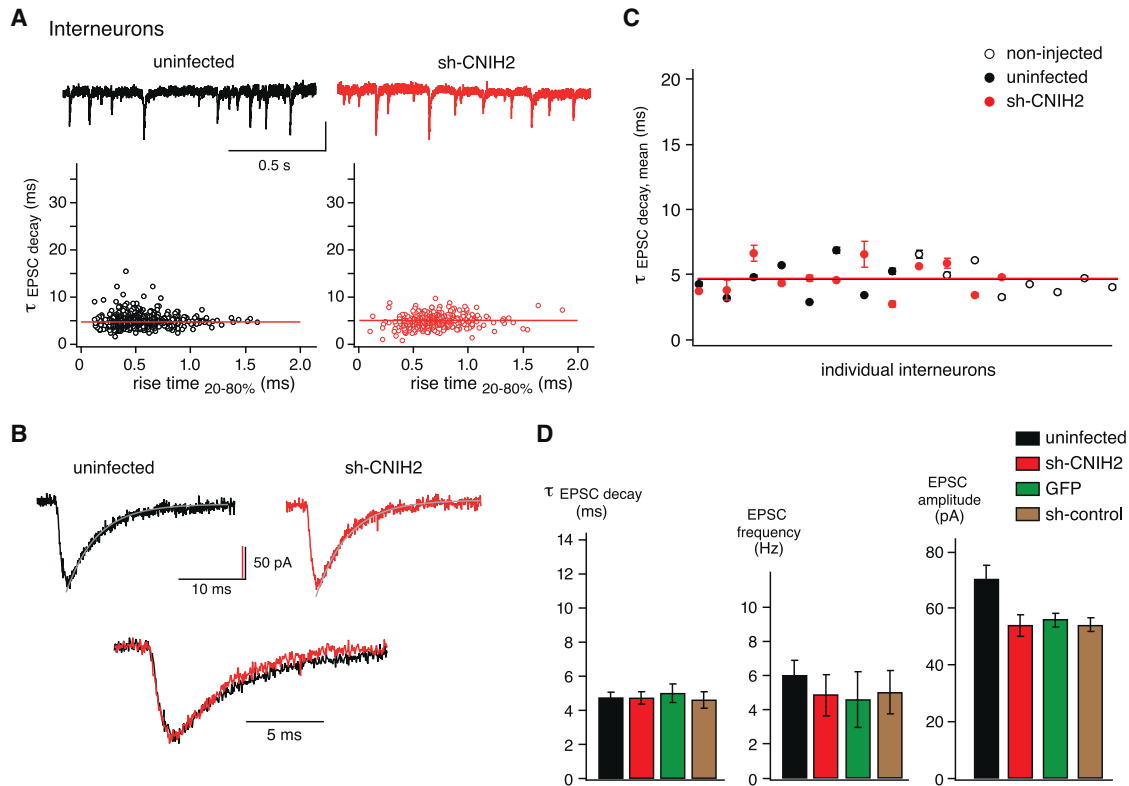 A
Interneurons
uninfected
sh-CNIH2
0.5 s
τ EPSC decay (ms)
30
20
10
0
0
0.5
1.0
1.5
2.0
rise time 20-80% (ms)
30
20
10
0
0
0.5
1.0
1.5
2.0
rise time 20-80% (ms)
B
uninfected
sh-CNIH2
50 pA
10 ms
5 ms
C
non-injected
uninfected
sh-CNIH2
τ EPSC decay, mean (ms)
20
15
10
5
0
individual interneurons
D
uninfected
sh-CNIH2
GFP
sh-control
τ EPSC decay
(ms)
14
12
10
8
6
4
2
0
EPSC
frequency
(Hz)
10
8
6
4
2
0
EPSC
amplitude
(pA)
80
60
40
20
0